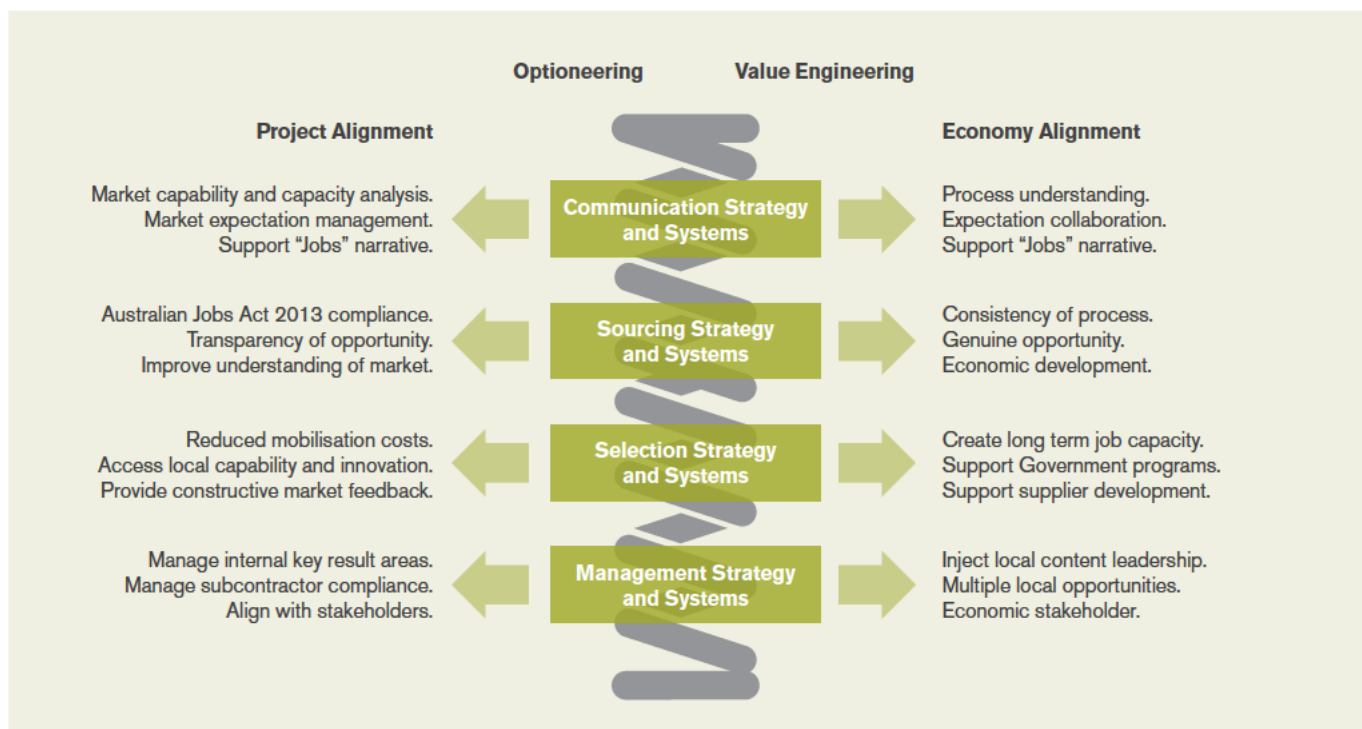 Optioneering
Value Engineering
Project Alignment
Economy Alignment
Market capability and capacity analysis.
Market expectation management.
Support “Jobs” narrative.
Communication Strategy
and Systems
Process understanding.
Expectation collaboration.
Support “Jobs” narrative.
Australian Jobs Act 2013 compliance.
Transparency of opportunity.
Improve understanding of market.
Sourcing Strategy
and Systems
Consistency of process.
Genuine opportunity.
Economic development.
Reduced mobilisation costs.
Access local capability and innovation.
Provide constructive market feedback.
Selection Strategy
and Systems
Create long term job capacity.
Support Government programs.
Support supplier development.
Manage internal key result areas.
Manage subcontractor compliance.
Align with stakeholders.
Management Strategy
and Systems
Inject local content leadership.
Multiple local opportunities.
Economic stakeholder.